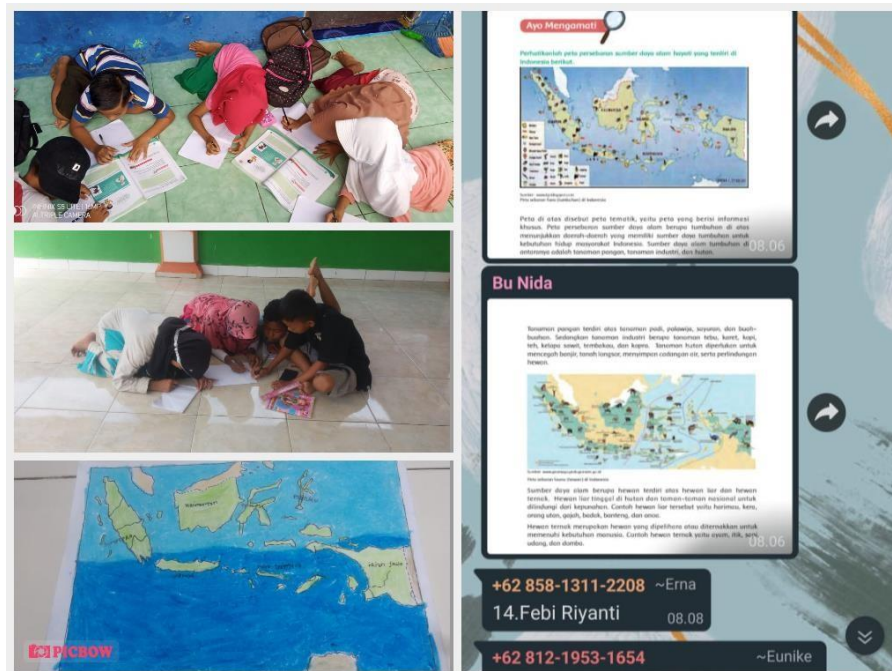 INFINIX S5 LITE | 16MP
AI TRIPLE CAMERA
PICBOW
Ayo Mengamati
Perhatikanlah peta persebaran sumber daya alam hayati yang terdiri di
Indonesia berikut.
Peta di atas disebut peta tematik, yaitu peta yang berisi informasi
khusus. Peta persebaran sumber daya alam berupa tumbuhan di atas
menunjukkan daerah-daerah yang memiliki sumber daya tumbuhan untuk
kebutuhan hidup masyarakat Indonesia. Sumber daya alam tumbuhan di
antaranya adalah tanaman pangan, tanaman industri, dan hutan.
08.06
Bu Nida
Tanaman pangan terdiri atas tanaman padi, palawija, sayuran, dan buah-
buahan. Sedangkan tanaman industri berupa tanaman tebu, karet, kopi,
teh, kelapa sawit, tembakau, dan kapas. Tanaman hutan diperlukan untuk
mencegah banjir, tanah longsor, menyimpan cadangan air, serta perlindungan
hewan.
Sumber daya alam berupa hewan terdiri atas hewan liar dan hewan
ternak. Hewan liar tinggal di hutan dan taman-taman nasional untuk
dilindungi dari kepunahan. Contoh hewan liar tersebut yaitu harimau, kera,
orang utan, gajah, badak, banteng, dan anoa.
Hewan ternak merupakan hewan yang dipelihara atau diternakkan untuk
memenuhi kebutuhan manusia. Contoh hewan ternak yaitu ayam, itik, sapi,
udang, dan domba.
08.06
+62 858-1311-2208 ~Erna
14.Febi Riyanti
08.08
+62 812-1953-1654 ~Eunike